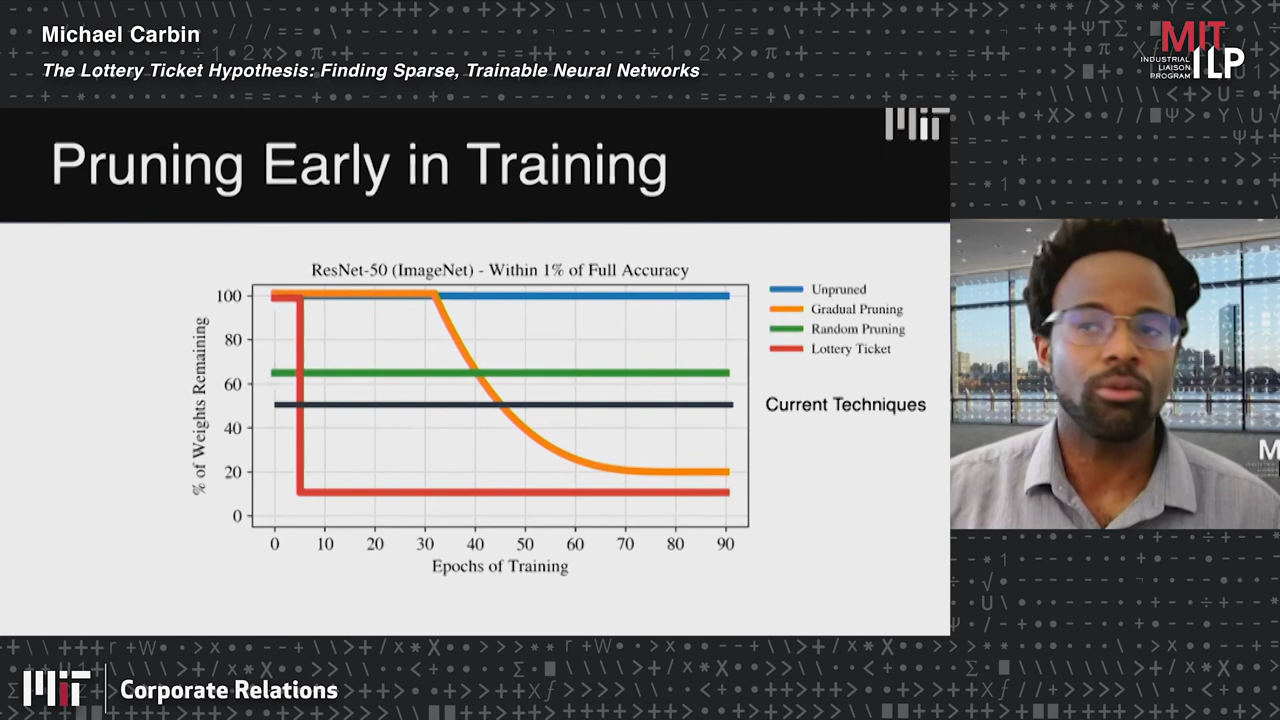 Michael Carbin
The Lottery Ticket Hypothesis: Finding Sparse, Trainable Neural Networks
MIT
INDUSTRIAL
LIAISON
PROGRAM
ILP
MIT
Pruning Early in Training
ResNet-50 (ImageNet) - Within 1% of Full Accuracy
% of Weights Remaining
100
80
60
40
20
0
0 10 20 30 40 50 60 70 80 90
Epochs of Training
Unpruned
Gradual Pruning
Random Pruning
Lottery Ticket
Current Techniques
M
MIT
Corporate Relations